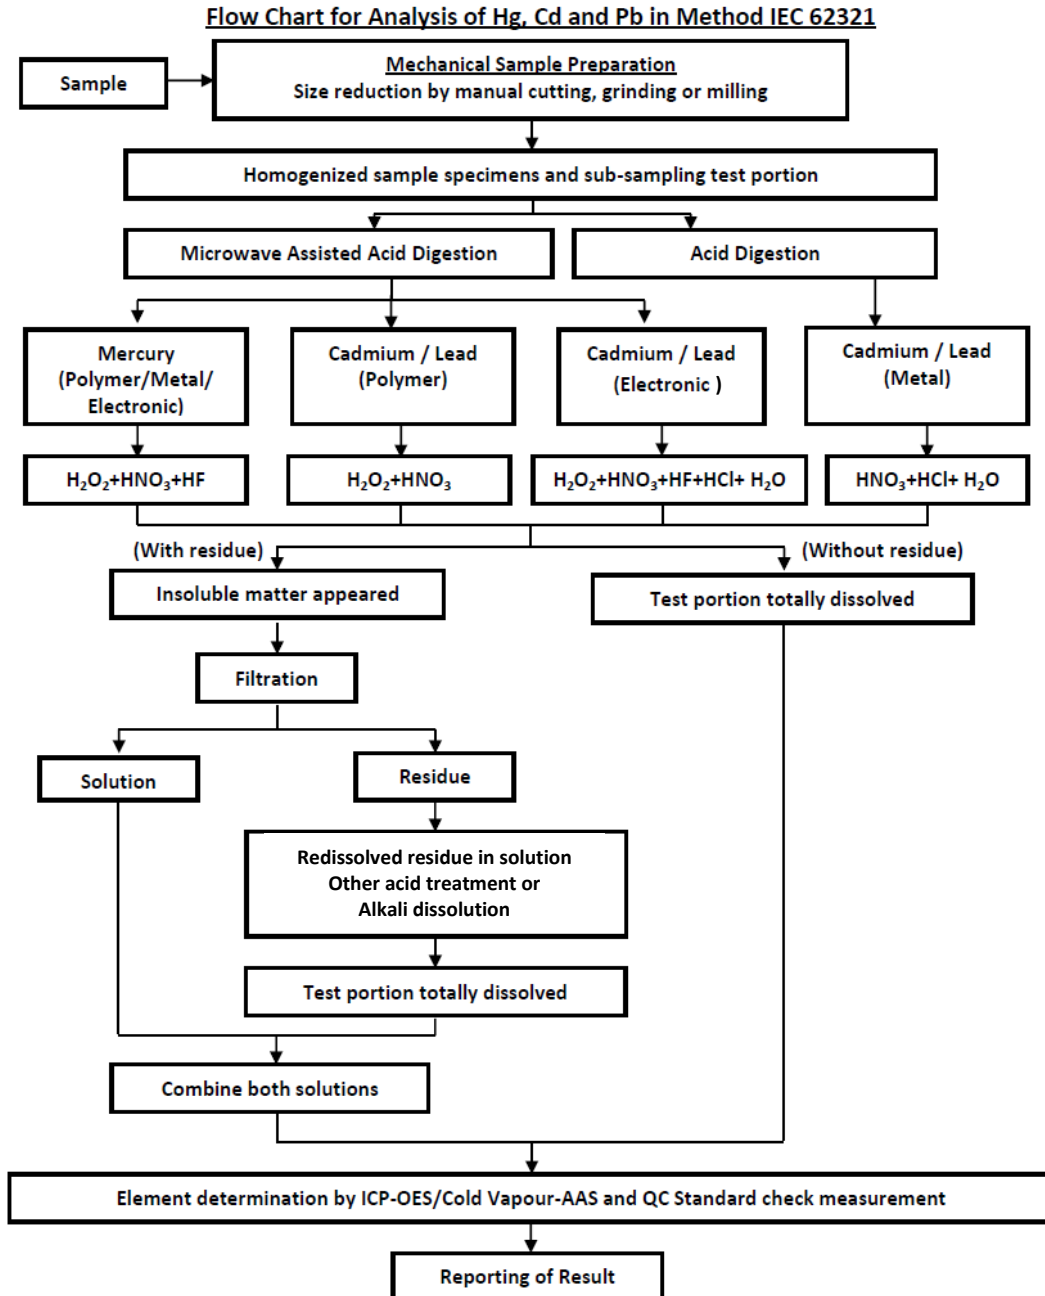 Flow Chart for Analysis of Hg, Cd and Pb in Method IEC 62321
Sample
Mechanical Sample Preparation
Size reduction by manual cutting, grinding or milling
Homogenized sample specimens and sub-sampling test portion
Microwave Assisted Acid Digestion
Acid Digestion
Mercury
(Polymer/Metal/
Electronic)
Cadmium / Lead
(Polymer)
Cadmium / Lead
(Electronic )
Cadmium / Lead
(Metal)
H₂O₂+HNO₃+HF
H₂O₂+HNO₃
H₂O₂+HNO₃+HF+HCl+ H₂O
HNO₃+HCl+ H₂O
(With residue)
(Without residue)
Insoluble matter appeared
Test portion totally dissolved
Filtration
Solution
Residue
Redissolved residue in solution
Other acid treatment or
Alkali dissolution
Test portion totally dissolved
Combine both solutions
Element determination by ICP-OES/Cold Vapour-AAS and QC Standard check measurement
Reporting of Result